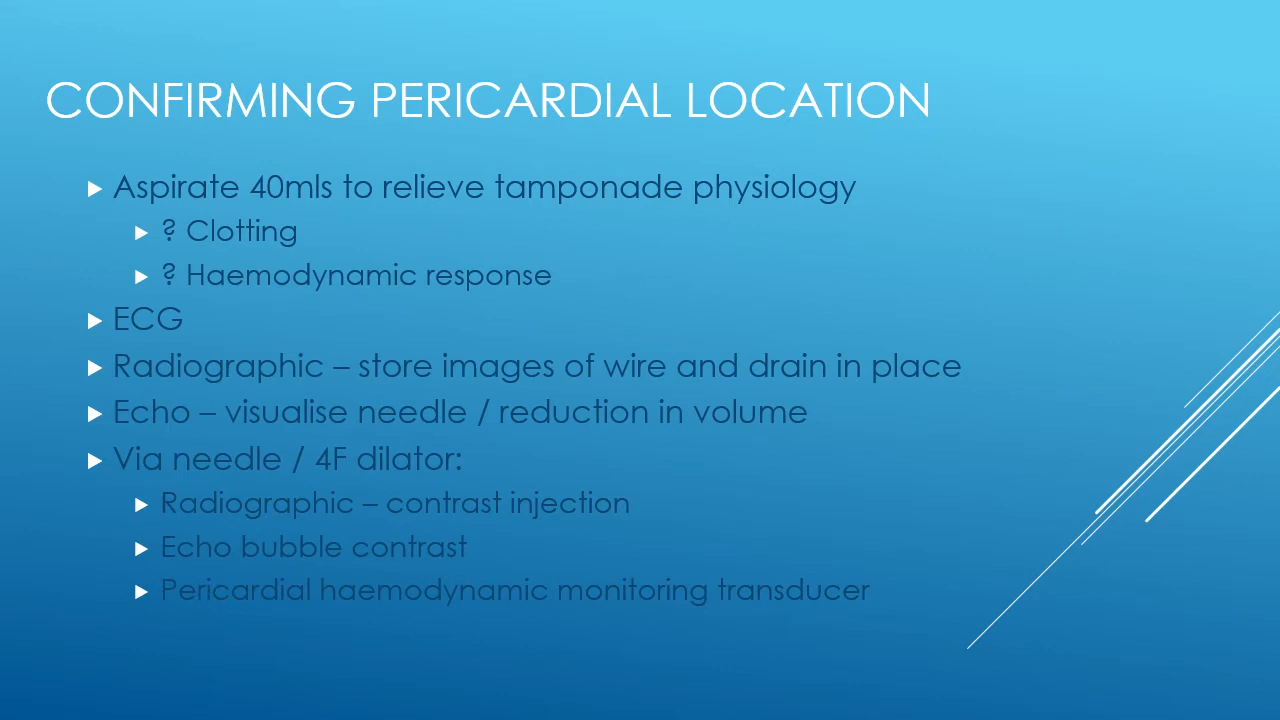 CONFIRMING PERICARDIAL LOCATION
Aspirate 40mls to relieve tamponade physiology
? Clotting
? Haemodynamic response
ECG
Radiographic – store images of wire and drain in place
Echo – visualise needle / reduction in volume
Via needle / 4F dilator:
Radiographic – contrast injection
Echo bubble contrast
Pericardial haemodynamic monitoring transducer